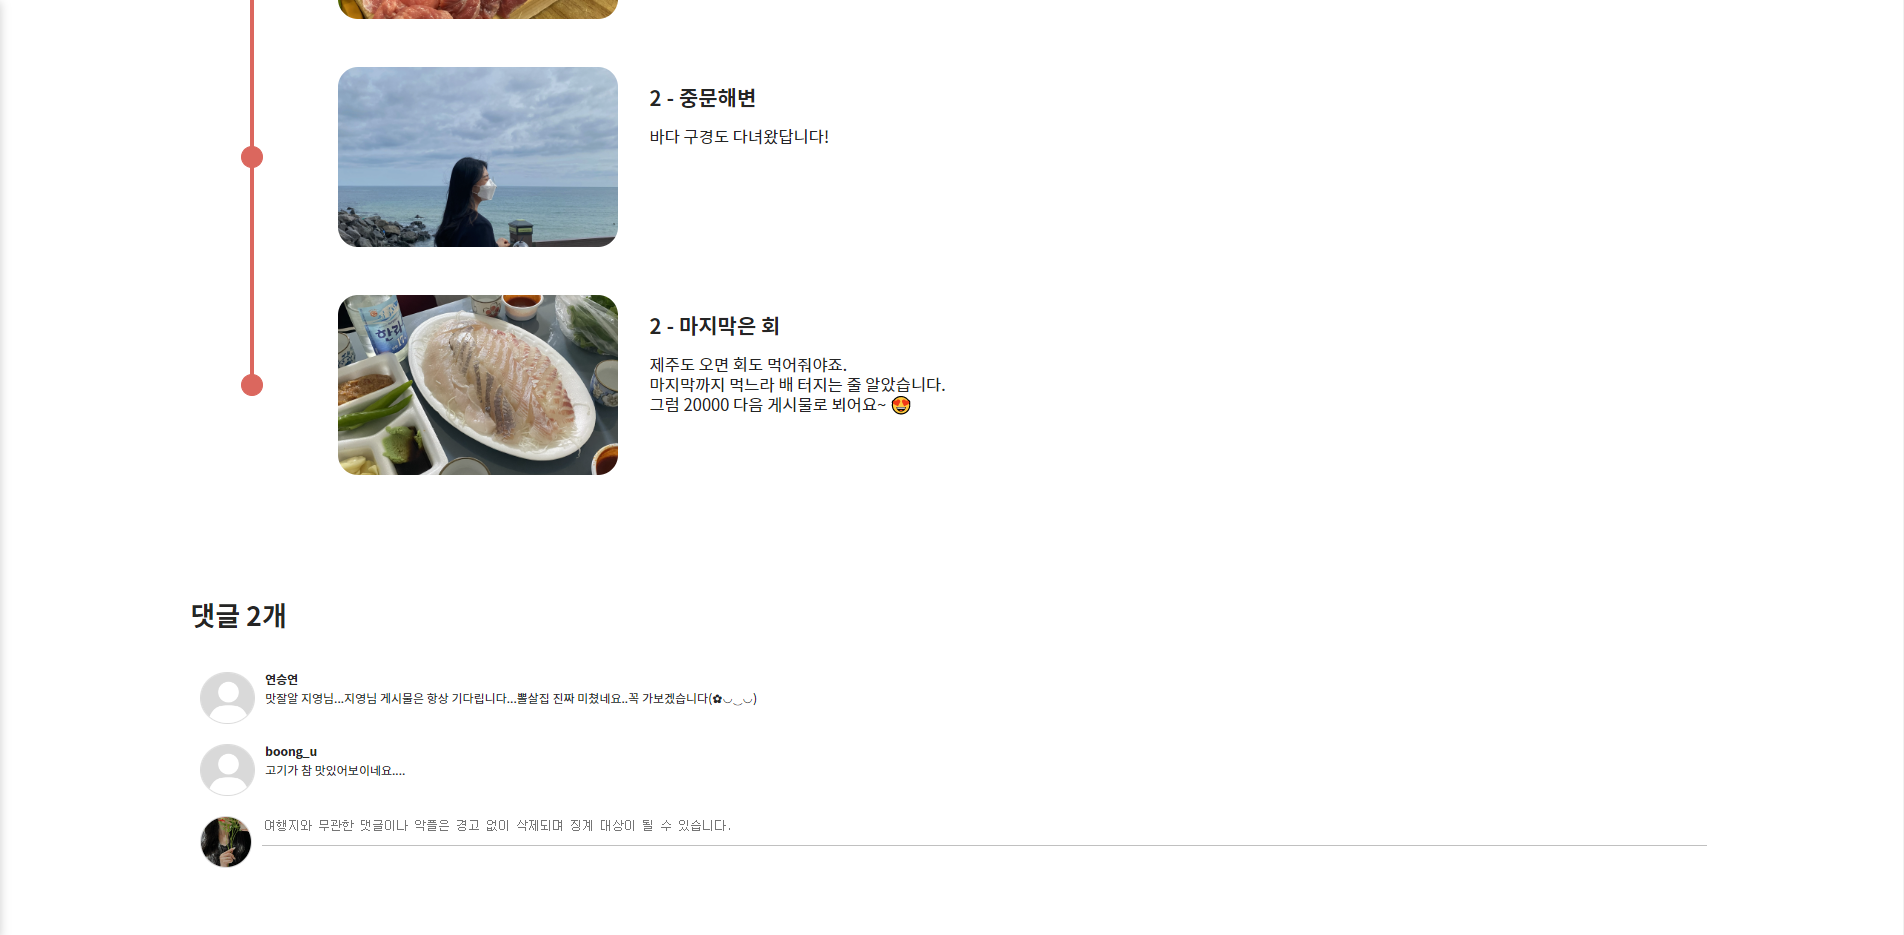 2 - 중문해변
바다 구경도 다녀왔답니다!
한라
2 - 마지막은 회
제주도 오면 회도 먹어줘야죠.
마지막까지 먹느라 배 터지는 줄 알았습니다.
그럼 20000 다음 게시물로 뵈어요~ 😍
댓글 2개
연승연
맛잘알 지영님...지영님 게시물은 항상 기다립니다...뽈살집 진짜 미쳤네요..꼭 가보겠습니다(✿◡‿◡)
boong_u
고기가 참 맛있어보이네요....
여행지와 무관한 댓글이나 악플은 경고 없이 삭제되며 징계 대상이 될 수 있습니다.